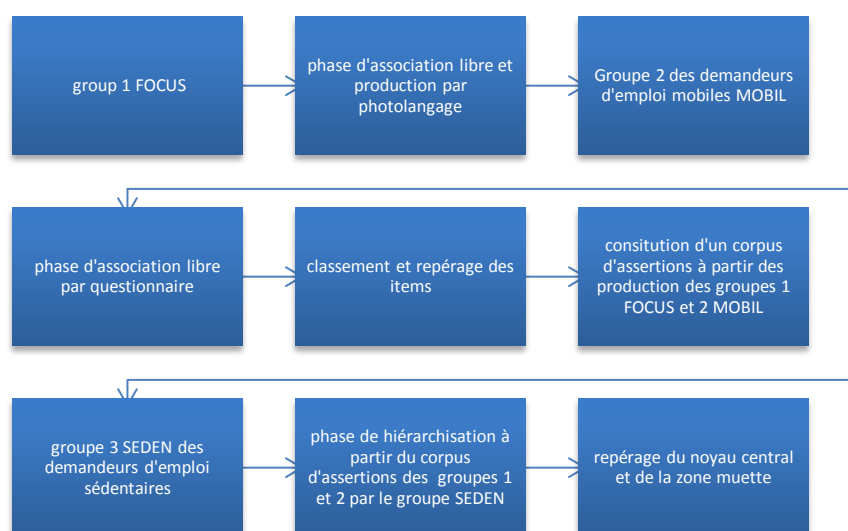 group 1 FOCUS
phase d'association libre et
production par
photolangage
Groupe 2 des demandeurs
d'emploi mobiles MOBIL
phase d'association libre
par questionnaire
classement et repérage des
items
consitution d'un corpus
d'assertions à partir des
production des groupes 1
FOCUS et 2 MOBIL
groupe 3 SEDEN des
demandeurs d'emploi
sédentaires
phase de hiérarchisation à
partir du corpus
d'assertions des groupes 1
et 2 par le groupe SEDEN
repérage du noyau central
et de la zone muette